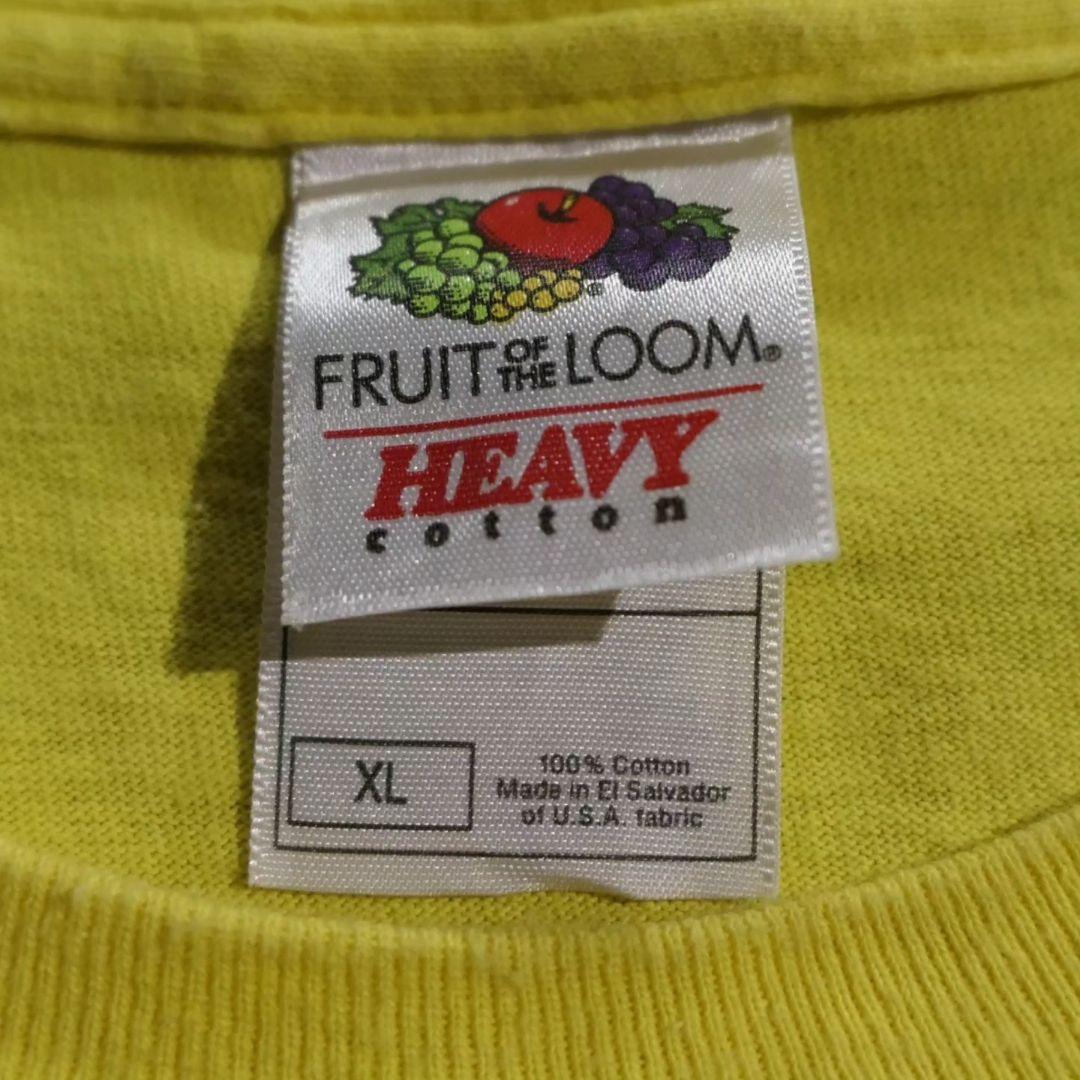 FRUIT OF THE LOOM®
HEAVY
cotton
XL
100% Cotton
Made in El Salvador
of U.S.A. fabric